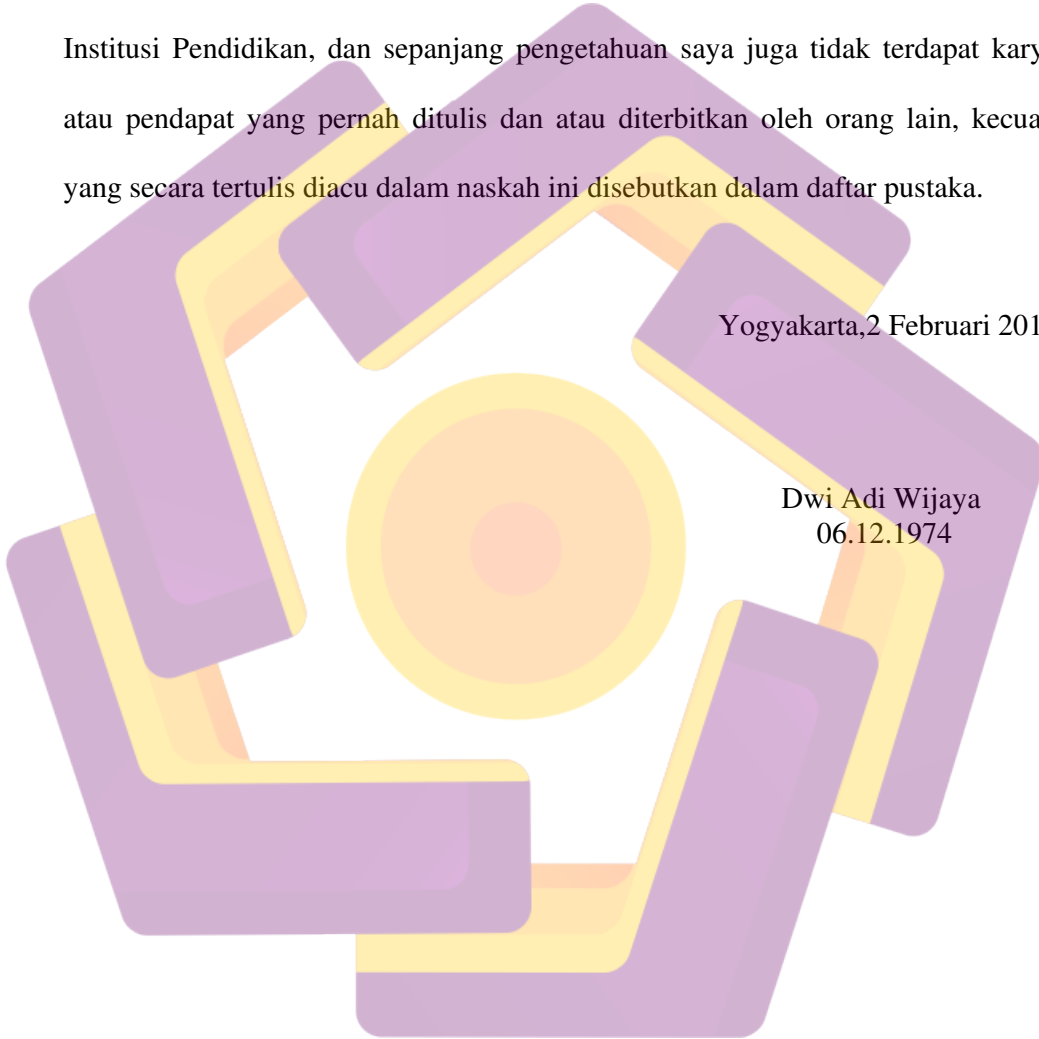 Institusi Pendidikan, dan sepanjang pengetahuan saya juga tidak terdapat kary
atau pendapat yang pernah ditulis dan atau diterbitkan oleh orang lain, kecua
yang secara tertulis diacu dalam naskah ini disebutkan dalam daftar pustaka.
Yogyakarta,2 Februari 201
Dwi Adi Wijaya
06.12.1974